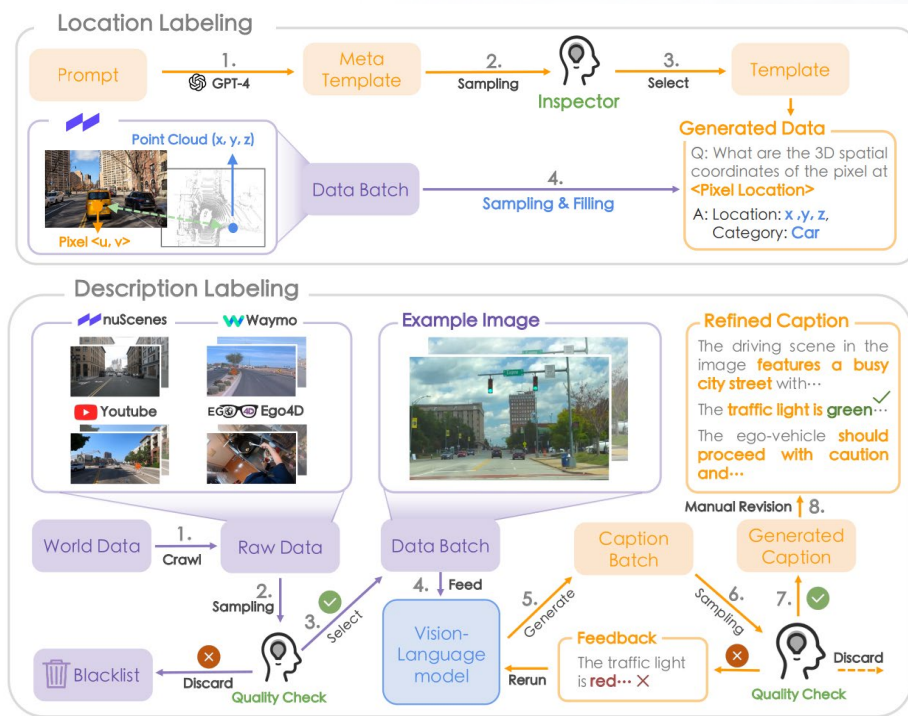 Location Labeling
Prompt
1.
GPT-4
Meta
Template
2.
Sampling
Inspector
3.
Select
Template
Point Cloud (x, y, z)
Pixel <u, v>
Data Batch
4.
Sampling & Filling
Generated Data
Q: What are the 3D spatial
coordinates of the pixel at
<Pixel Location>
A: Location: x ,y, z,
Category: Car
Description Labeling
nuScenes
Waymo
Youtube
EGO4D Ego4D
Example Image
Refined Caption
The driving scene in the
image features a busy
city street with···
The traffic light is green···
The ego-vehicle should
proceed with caution
and···
Manual Revision
8.
World Data
1.
Crawl
Raw Data
Data Batch
Caption
Batch
Generated
Caption
2.
Sampling
3.
Select
4.
Feed
5.
Generate
6.
Sampling
7.
Vision-
Language
model
Feedback
The traffic light
is red···
Rerun
Blacklist
Discard
Quality Check
Quality Check
Discard